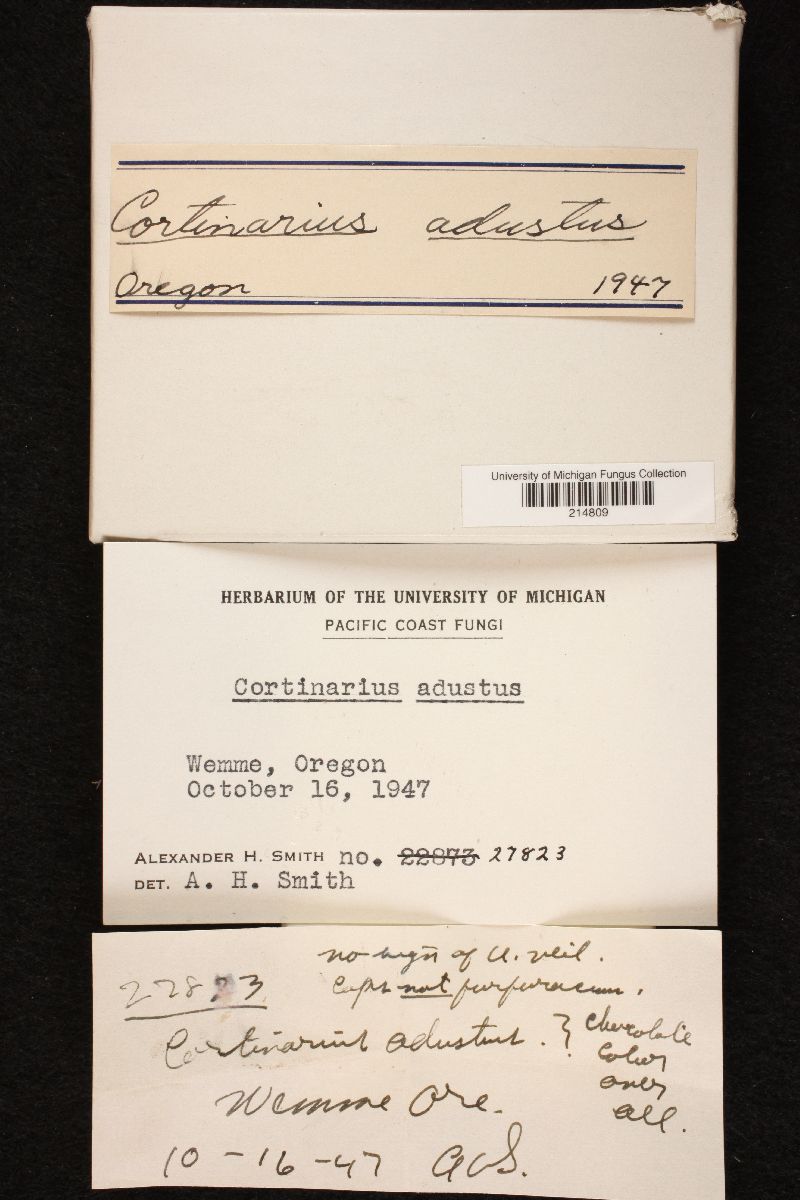 Cortinarius adustus
Oregon 1947
University of Michigan Fungus Collection
214809
HERBARIUM OF THE UNIVERSITY OF MICHIGAN
PACIFIC COAST FUNGI
Cortinarius adustus
Wemme, Oregon
October 16, 1947
ALEXANDER H. SMITH no. 22873 27823
DET. A. H. Smith
no sign of u. veil.
Caps not furfuraceous.
Cortinarius adustus. } Chocolate
Color
over
all.
Wemme Ore.
10-16-47 AHS.